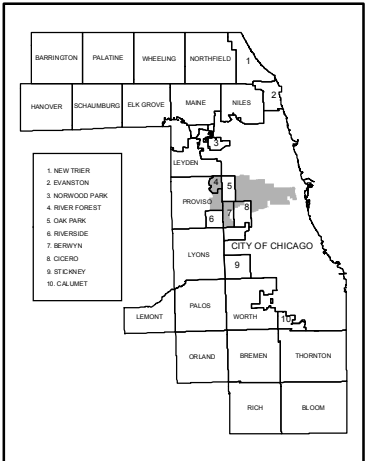 BARRINGTON
PALATINE
WHEELING
NORTHFIELD
1
HANOVER
SCHAUMBURG
ELK GROVE
MAINE
NILES
2
3
LEYDEN
1. NEW TRIER
2. EVANSTON
3. NORWOOD PARK
4. RIVER FOREST
5. OAK PARK
6. RIVERSIDE
7. BERWYN
8. CICERO
9. STICKNEY
10. CALUMET
4
5
PROVISO
6
7
8
CITY OF CHICAGO
LYONS
9
PALOS
LEMONT
WORTH
10
ORLAND
BREMEN
THORNTON
RICH
BLOOM